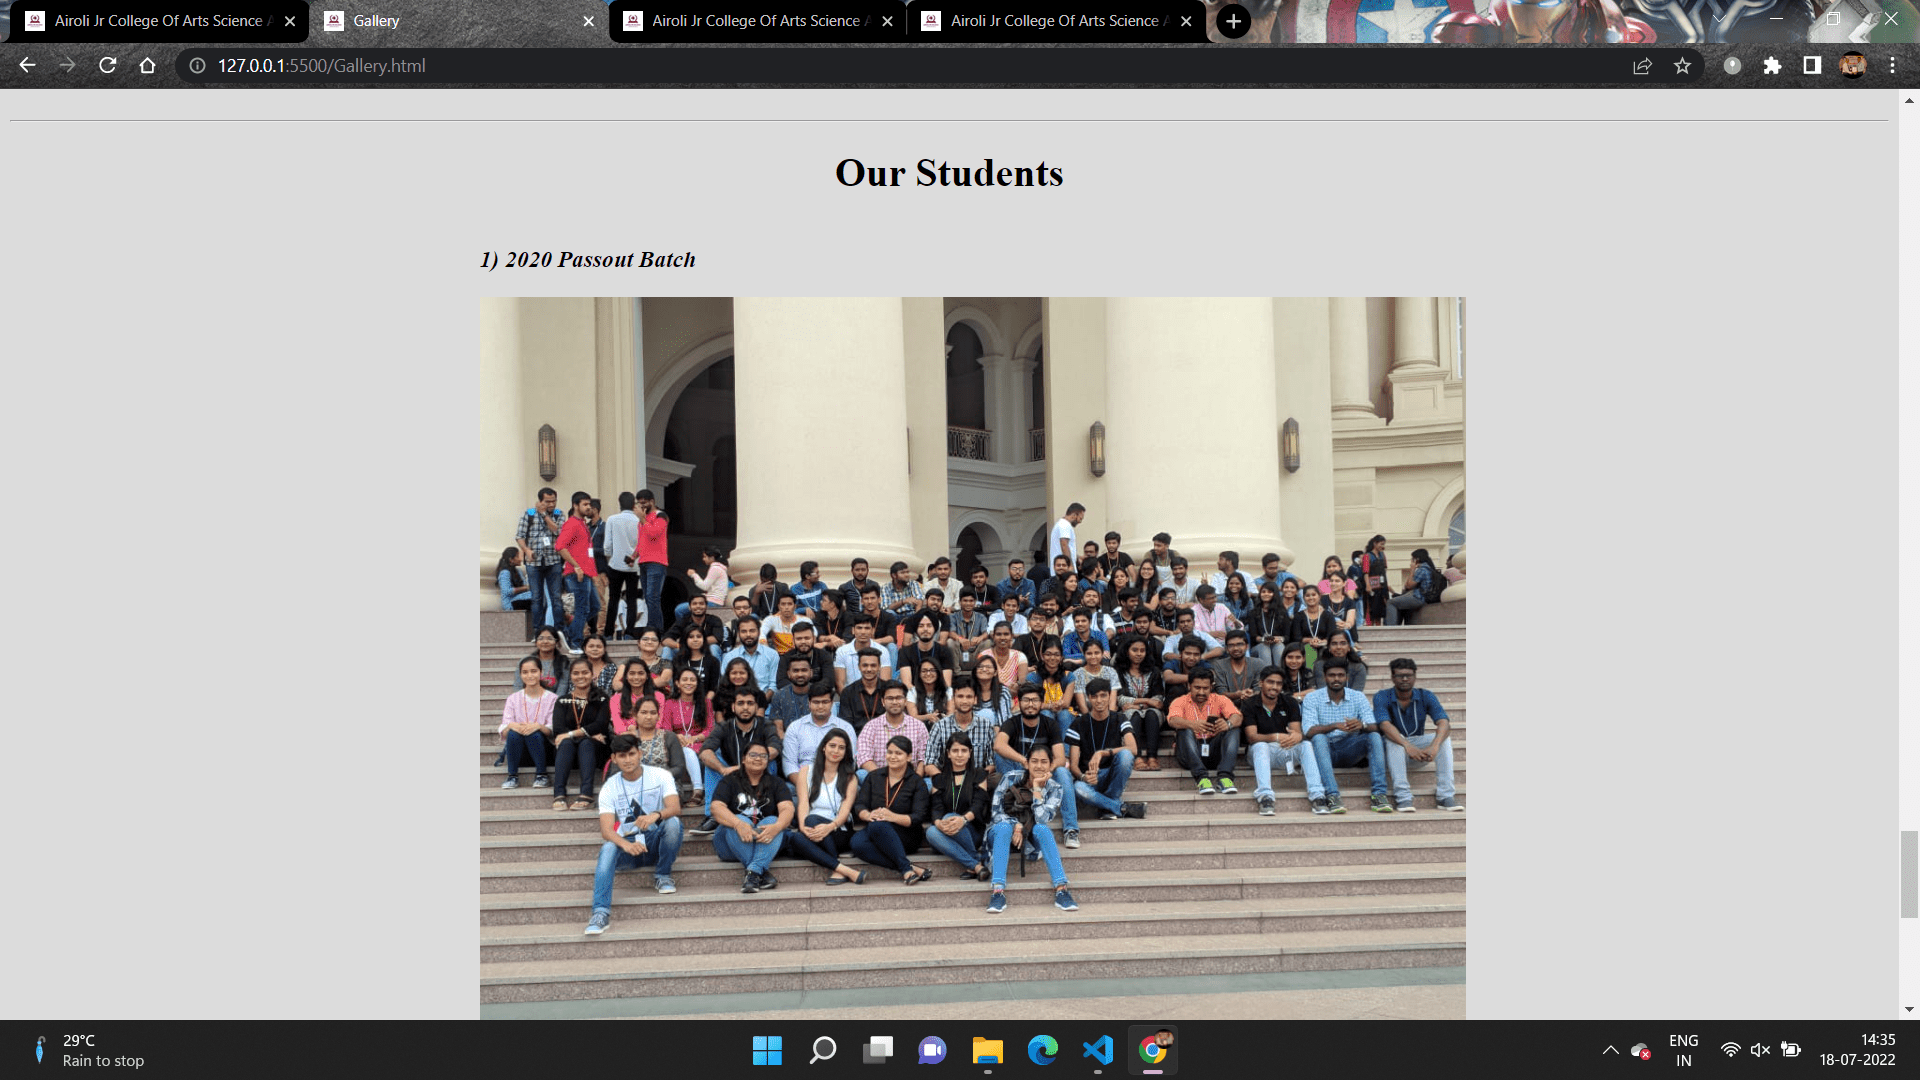 Airoli Jr College Of Arts Science A
Gallery
Airoli Jr College Of Arts Science A
Airoli Jr College Of Arts Science A
127.0.0.1:5500/Gallery.html
Our Students
1) 2020 Passout Batch
29°C
Rain to stop
ENG
IN
14:35
18-07-2022